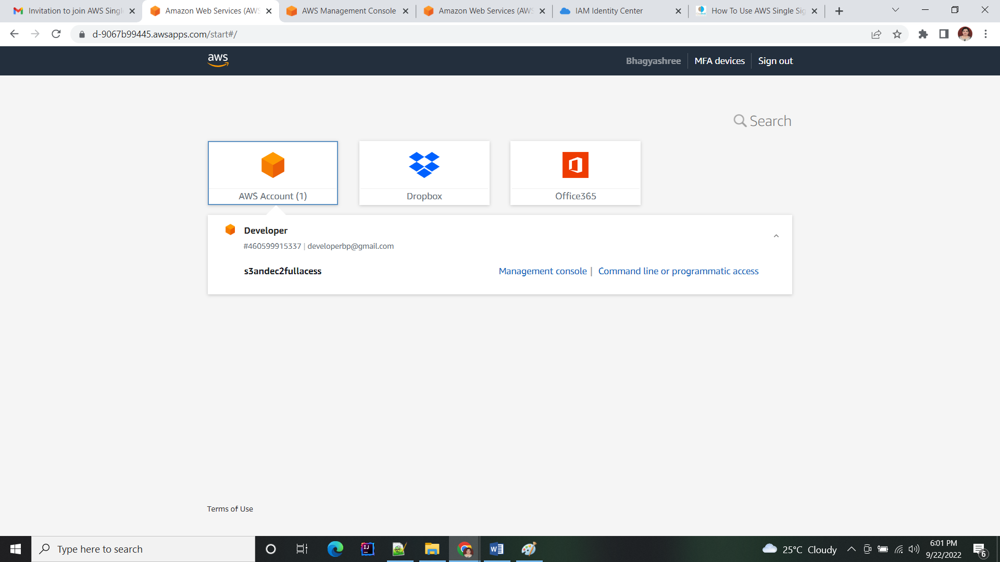 Invitation to join AWS Singl
Amazon Web Services (AWS
AWS Management Console
Amazon Web Services (AWS
IAM Identity Center
How To Use AWS Single Sig
d-9067b99445.awsapps.com/start#/
aws
Bhagyashree
MFA devices
Sign out
Search
AWS Account (1)
Dropbox
Office365
Developer
#460599915337 | developerbp@gmail.com
s3andec2fullacess
Management console | Command line or programmatic access
Terms of Use
Type here to search
IJ
W
25°C Cloudy
6:01 PM
9/22/2022
6